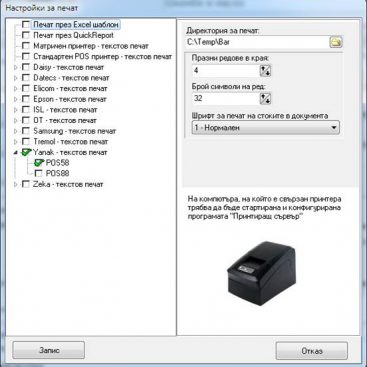 Настройки за печат
Печат през Excel шаблон
Печат през QuickReport
Матричен принтер - текстов печат
Стандартен POS принтер - текстов печат
Daisy - текстов печат
Datecs - текстов печат
Elicom - текстов печат
Epson - текстов печат
ISL - текстов печат
OT - текстов печат
Samsung - текстов печат
Tremol - текстов печат
Yanak - текстов печат
POS58
POS88
Zeka - текстов печат
Директория за печат:
C:\Temp\Bar
Празни редове в края:
4
Брой символи на ред:
32
Шрифт за печат на стоките в документа
1 - Нормален
На компютъра, на който е свързан принтера
трябва да бъде стартирана и конфигурирана
програмата "Принтиращ сървър"
Запис
Отказ